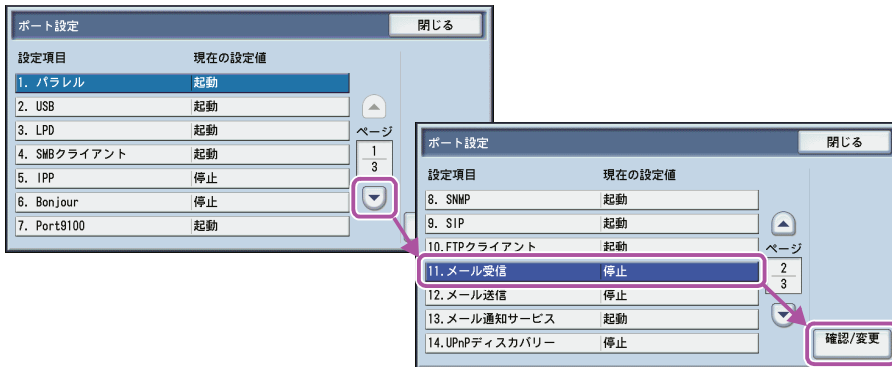 ポート設定 閉じる
設定項目 現在の設定値
1. パラレル 起動
2. USB 起動
3. LPD 起動
4. SMBクライアント 起動
5. IPP 停止
6. Bonjour 停止
7. Port9100 起動
ページ
1
3
ポート設定 閉じる
設定項目 現在の設定値
8. SNMP 起動
9. SIP 起動
10.FTPクライアント 起動
11.メール受信 停止
12.メール送信 停止
13.メール通知サービス 起動
14.UPnPディスカバリー 停止
ページ
2
3
確認/変更